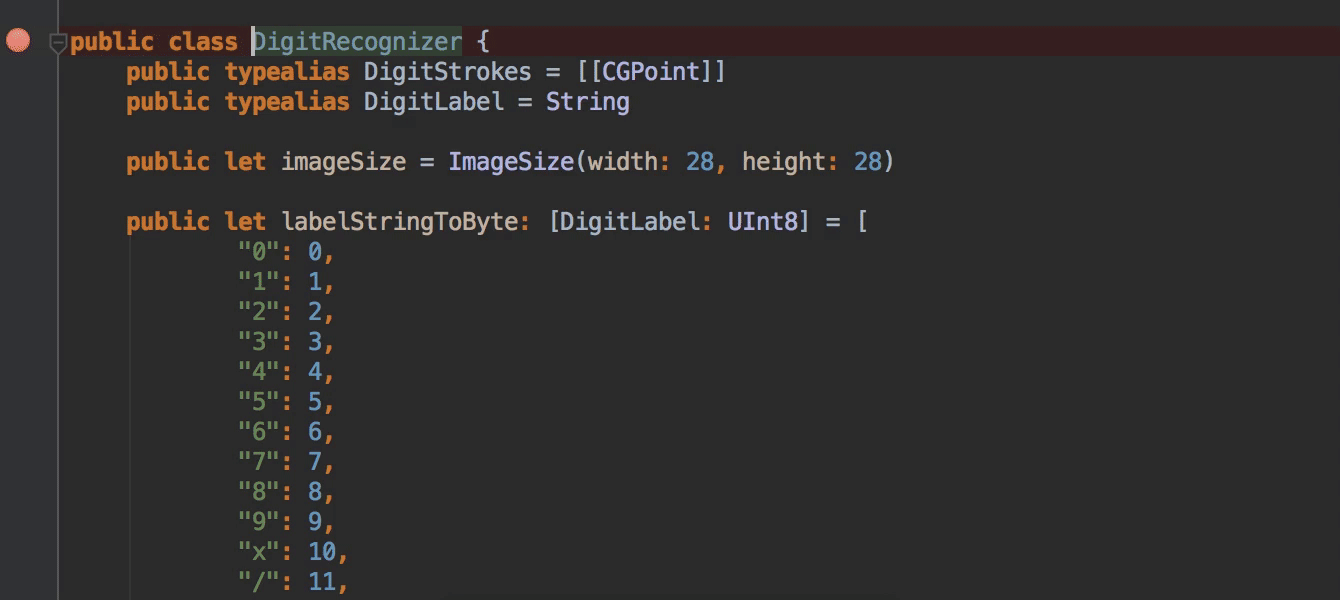 public class DigitRecognizer {
    public typealias DigitStrokes = [[CGPoint]]
    public typealias DigitLabel = String

    public let imageSize = ImageSize(width: 28, height: 28)

    public let labelStringToByte: [DigitLabel: UInt8] = [
            "0": 0,
            "1": 1,
            "2": 2,
            "3": 3,
            "4": 4,
            "5": 5,
            "6": 6,
            "7": 7,
            "8": 8,
            "9": 9,
            "x": 10,
            "/": 11,